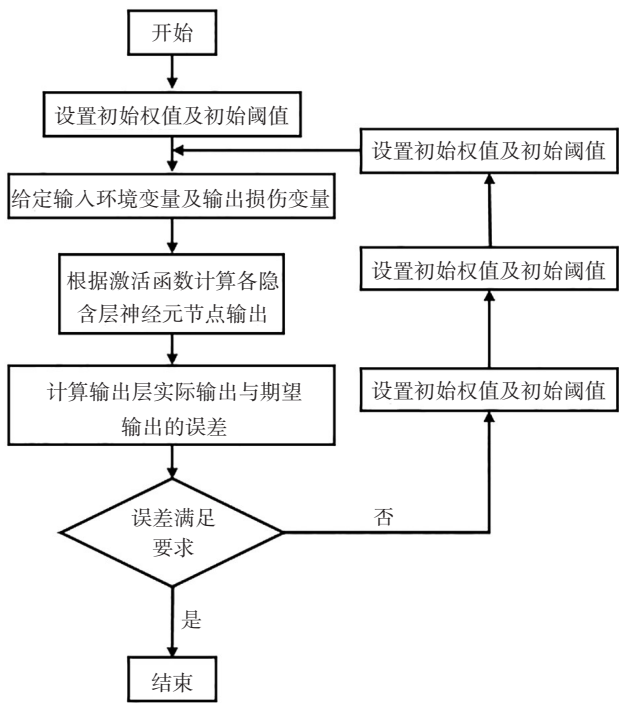 开始
设置初始权值及初始阈值
给定输入环境变量及输出损伤变量
根据激活函数计算各隐
含层神经元节点输出
计算输出层实际输出与期望
输出的误差
误差满足
要求
是
结束
否
设置初始权值及初始阈值
设置初始权值及初始阈值
设置初始权值及初始阈值